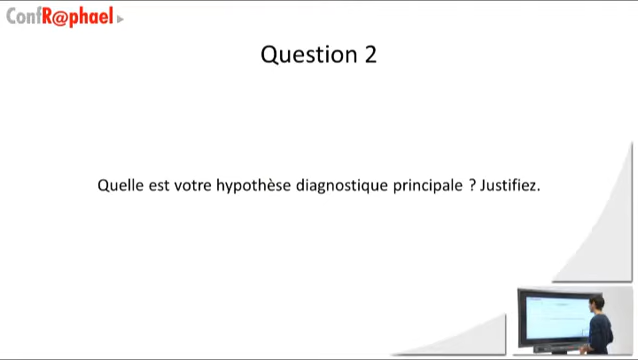 ConfR@phael
Question 2
Quelle est votre hypothèse diagnostique principale ? Justifiez.